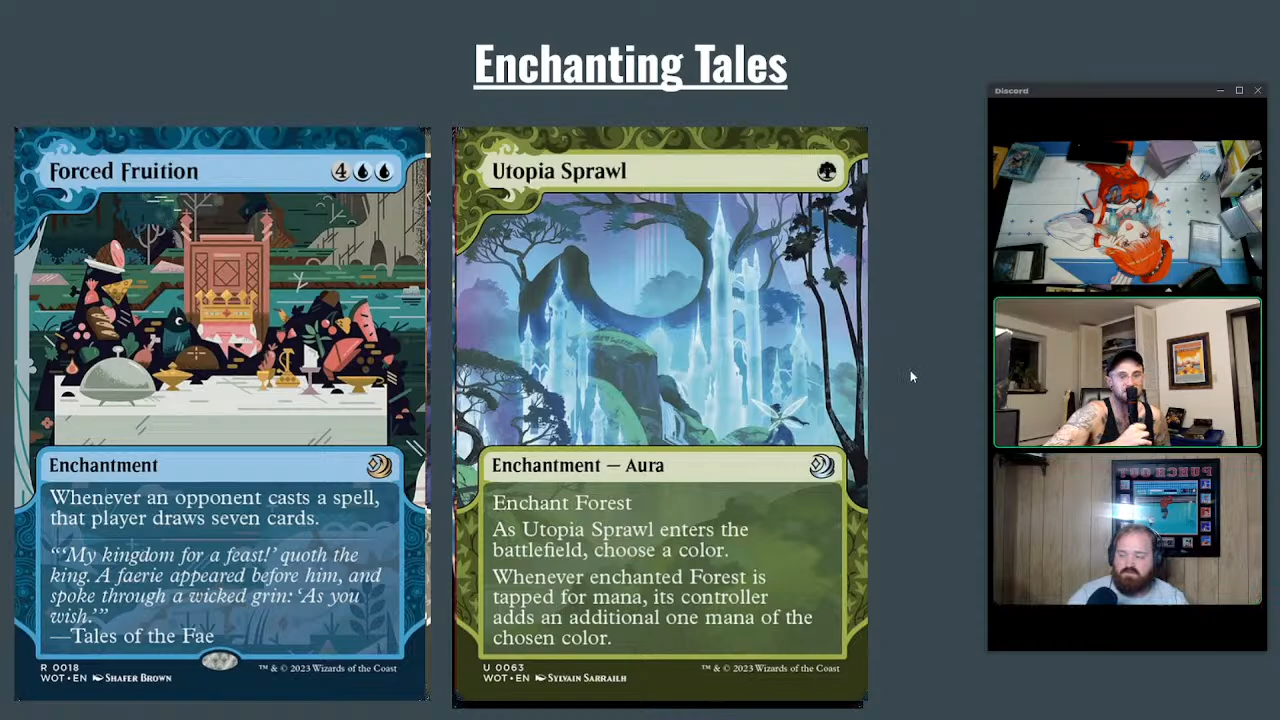 Enchanting Tales
Forced Fruition
4
Enchantment
Whenever an opponent casts a spell,
that player draws seven cards.
“‘My kingdom for a feast!’ quoth the
king. A faerie appeared before him, and
spoke through a wicked grin: ‘As you
wish.’”
—Tales of the Fae
R 0018
WOT • EN Shafer Brown
™ & © 2023 Wizards of the Coast
Utopia Sprawl
Enchantment — Aura
Enchant Forest
As Utopia Sprawl enters the
battlefield, choose a color.
Whenever enchanted Forest is
tapped for mana, its controller
adds an additional one mana of the
chosen color.
U 0063
WOT • EN Sylvain Sarrailh
™ & © 2023 Wizards of the Coast
Discord
PUNCH OUT